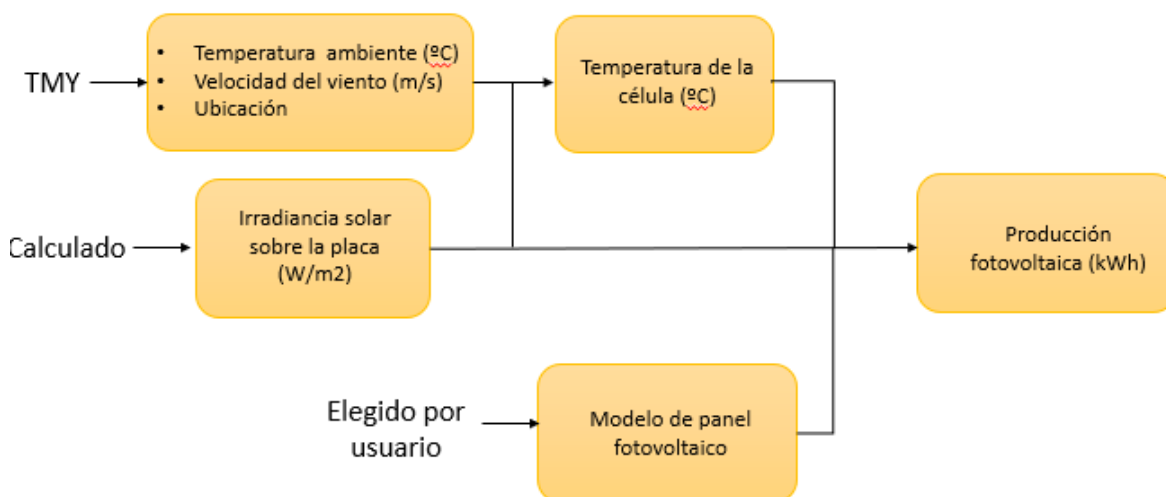 TMY
• Temperatura ambiente (ºC)
• Velocidad del viento (m/s)
• Ubicación
Temperatura de la
célula (ºC)
Calculado
Irradiancia solar
sobre la placa
(W/m2)
Producción
fotovoltaica (kWh)
Elegido por
usuario
Modelo de panel
fotovoltaico